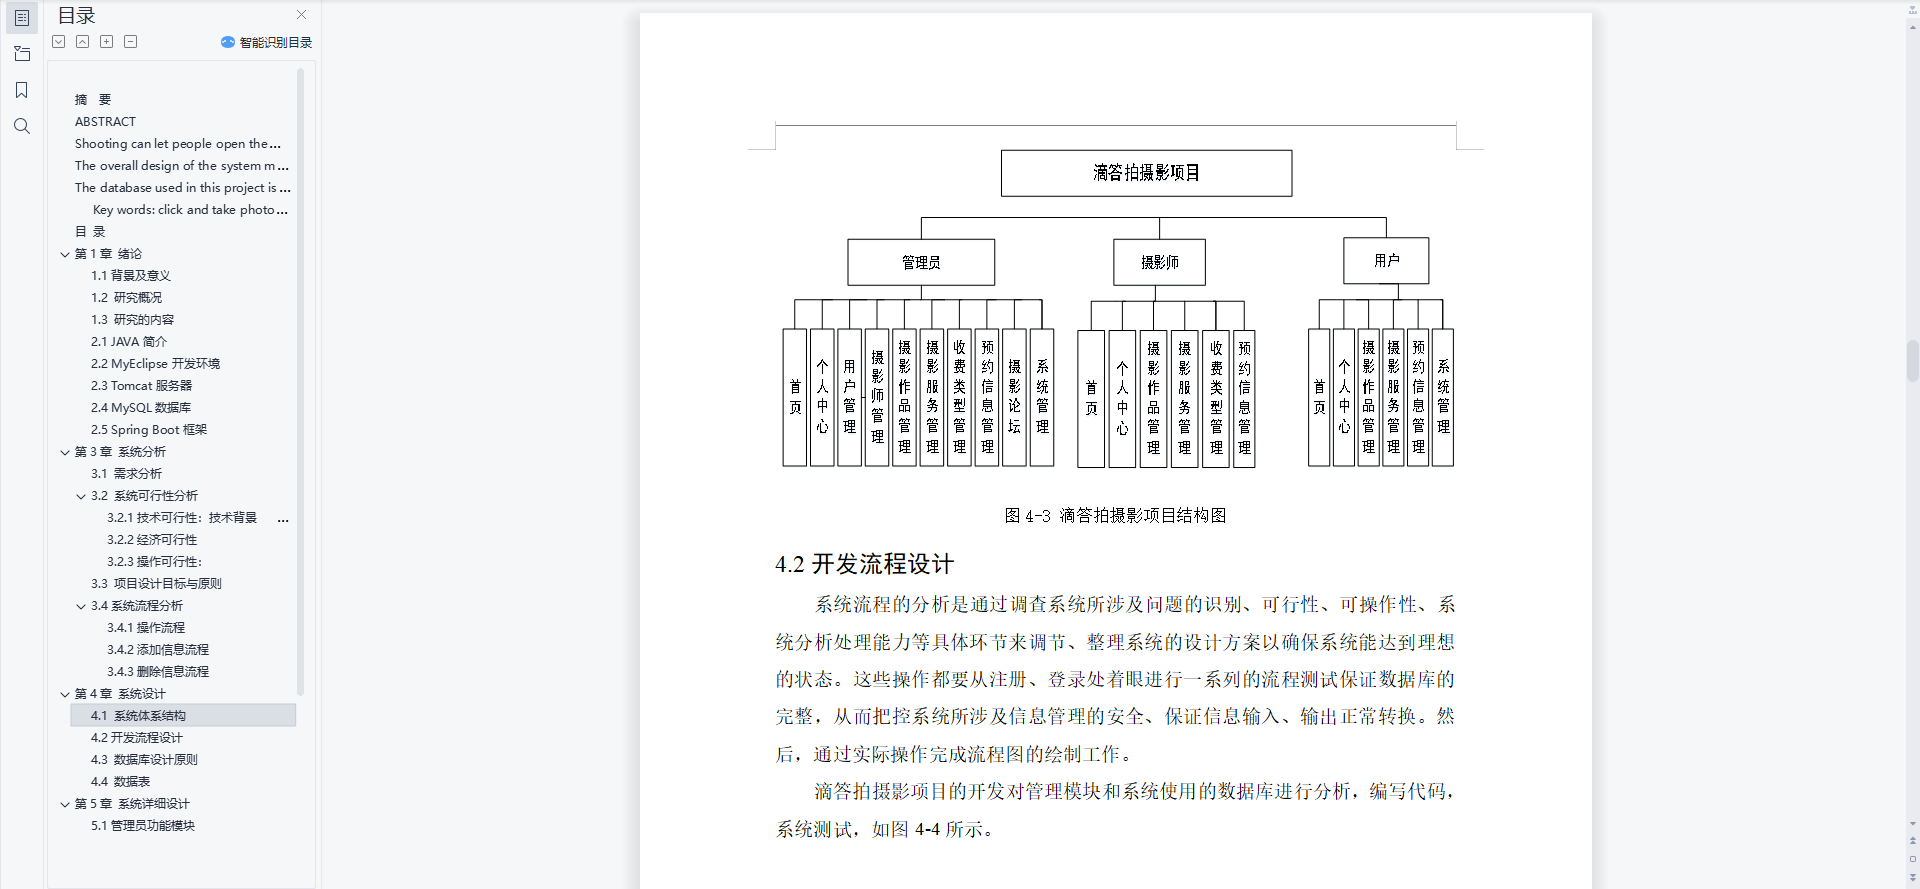 目录
智能识别目录
摘 要
ABSTRACT
Shooting can let people open the...
The overall design of the system m...
The database used in this project is...
Key words: click and take photo...
目 录
第 1 章 绪论
1.1 背景及意义
1.2 研究概况
1.3 研究的内容
2.1 JAVA 简介
2.2 MyEclipse 开发环境
2.3 Tomcat 服务器
2.4 MySQL 数据库
2.5 Spring Boot 框架
第 3 章 系统分析
3.1 需求分析
3.2 系统可行性分析
3.2.1 技术可行性：技术背景 ...
3.2.2 经济可行性
3.2.3 操作可行性：
3.3 项目设计目标与原则
3.4 系统流程分析
3.4.1 操作流程
3.4.2 添加信息流程
3.4.3 删除信息流程
第 4 章 系统设计
4.1 系统体系结构
4.2 开发流程设计
4.3 数据库设计原则
4.4 数据表
第 5 章 系统详细设计
5.1 管理员功能模块
滴答拍摄影项目
管理员
摄影师
用户
首页
个人中心
用户管理
摄影师管理
摄影作品管理
摄影服务管理
收费类型管理
预约信息管理
摄影论坛
系统管理
首页
个人中心
摄影作品管理
摄影服务管理
收费类型管理
预约信息管理
首页
个人中心
摄影作品管理
摄影服务管理
预约信息管理
系统管理
图 4-3 滴答拍摄影项目结构图
4.2 开发流程设计
系统流程的分析是通过调查系统所涉及问题的识别、可行性、可操作性、系
统分析处理能力等具体环节来调节、整理系统的设计方案以确保系统能达到理想
的状态。这些操作都要从注册、登录处着眼进行一系列的流程测试保证数据库的
完整，从而把控系统所涉及信息管理的安全、保证信息输入、输出正常转换。然
后，通过实际操作完成流程图的绘制工作。
滴答拍摄影项目的开发对管理模块和系统使用的数据库进行分析，编写代码，
系统测试，如图 4-4 所示。